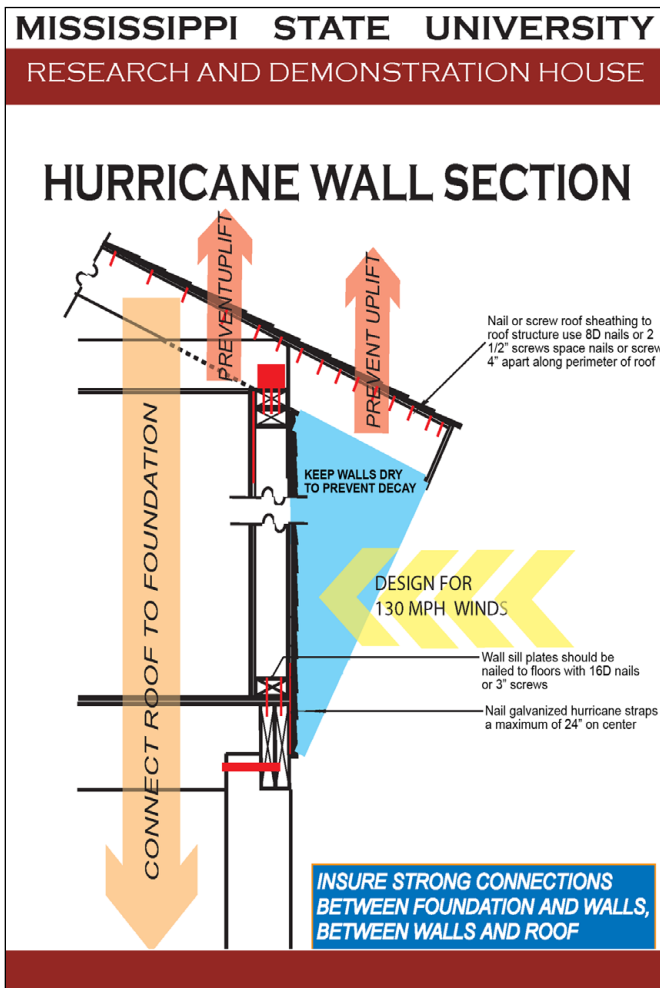 MISSISSIPPI STATE UNIVERSITY
RESEARCH AND DEMONSTRATION HOUSE
HURRICANE WALL SECTION
PREVENT UPLIFT
PREVENT UPLIFT
Nail or screw roof sheathing to
roof structure use 8D nails or 2
1/2" screws space nails or screw
4" apart along perimeter of roof
CONNECT ROOF TO FOUNDATION
KEEP WALLS DRY
TO PREVENT DECAY
DESIGN FOR
130 MPH WINDS
Wall sill plates should be
nailed to floors with 16D nails
or 3" screws
Nail galvanized hurricane straps
a maximum of 24" on center
INSURE STRONG CONNECTIONS
BETWEEN FOUNDATION AND WALLS,
BETWEEN WALLS AND ROOF